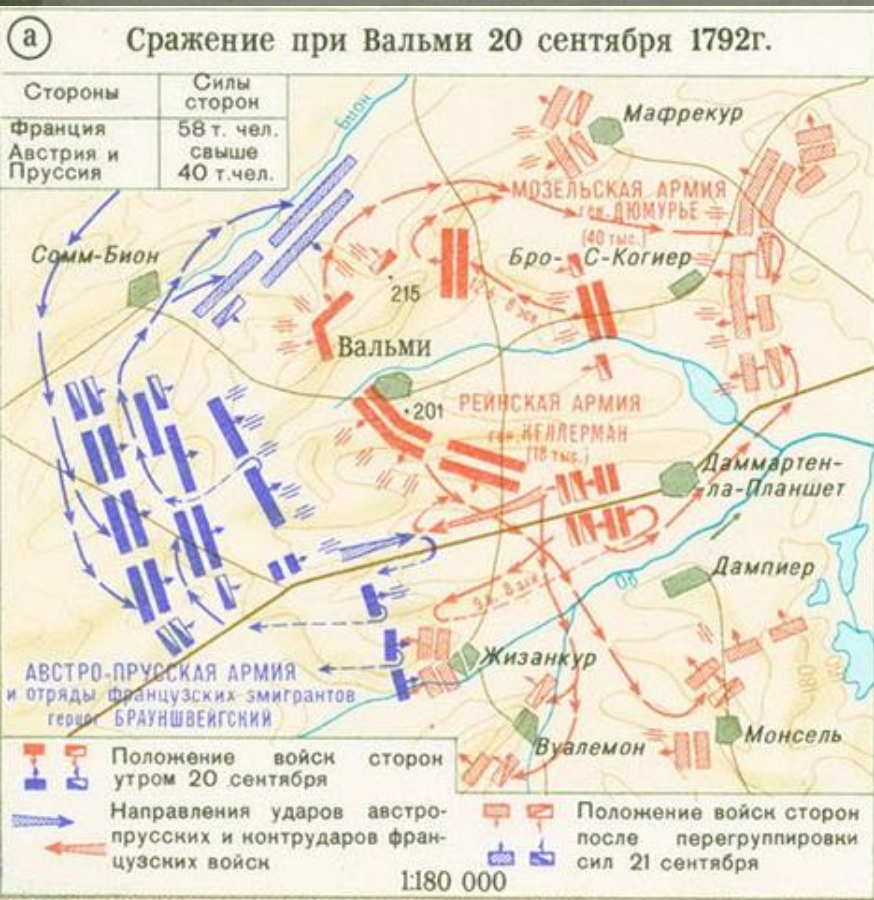 а
Сражение при Вальми 20 сентября 1792г.
Стороны
Силы
сторон
Франция
58 т. чел.
Австрия и
Пруссия
свыше
40 т.чел.
Бион
Мафрекур
МОЗЕЛЬСКАЯ АРМИЯ
ген. ДЮМУРЬЕ
(40 тыс.)
Сомм-Бион
Бро-
С-Когиер
215
Вальми
201
РЕЙНСКАЯ АРМИЯ
ген. КЕЛЛЕРМАН
(18 тыс.)
Даммартен-
-ла-Планшет
Дампиер
Жизанкур
АВСТРО-ПРУССКАЯ АРМИЯ
и отряды французских эмигрантов
герцог БРАУНШВЕЙГСКИЙ
Вуалемон
Монсель
Положение войск сторон
утром 20 сентября
Направления ударов австро-
прусских и контрударов фран-
цузских войск
Положение войск сторон
после перегруппировки
сил 21 сентября
1:180 000